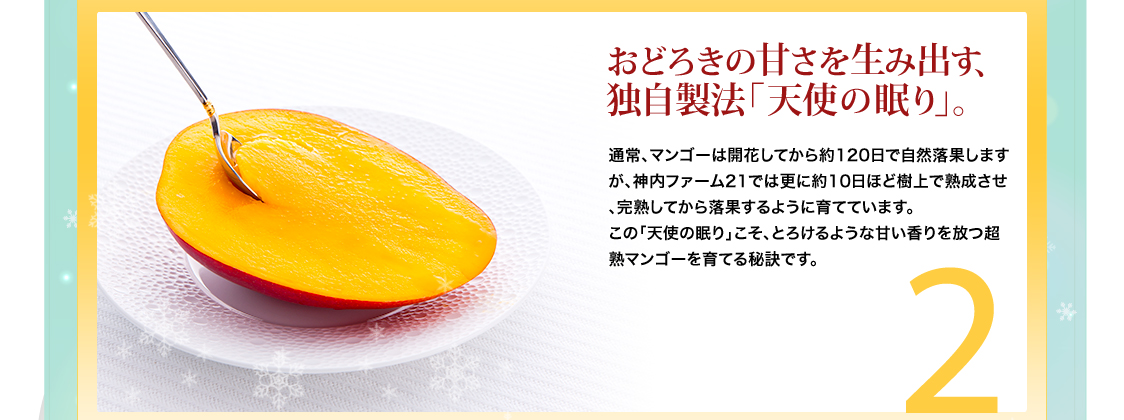 おどろきの甘さを生み出す、
独自製法「天使の眠り」。
通常、マンゴーは開花してから約120日で自然落果します
が、神内ファーム21では更に約10日ほど樹上で熟成させ
、完熟してから落果するように育てています。
この「天使の眠り」こそ、とろけるような甘い香りを放つ超
熟マンゴーを育てる秘訣です。
2